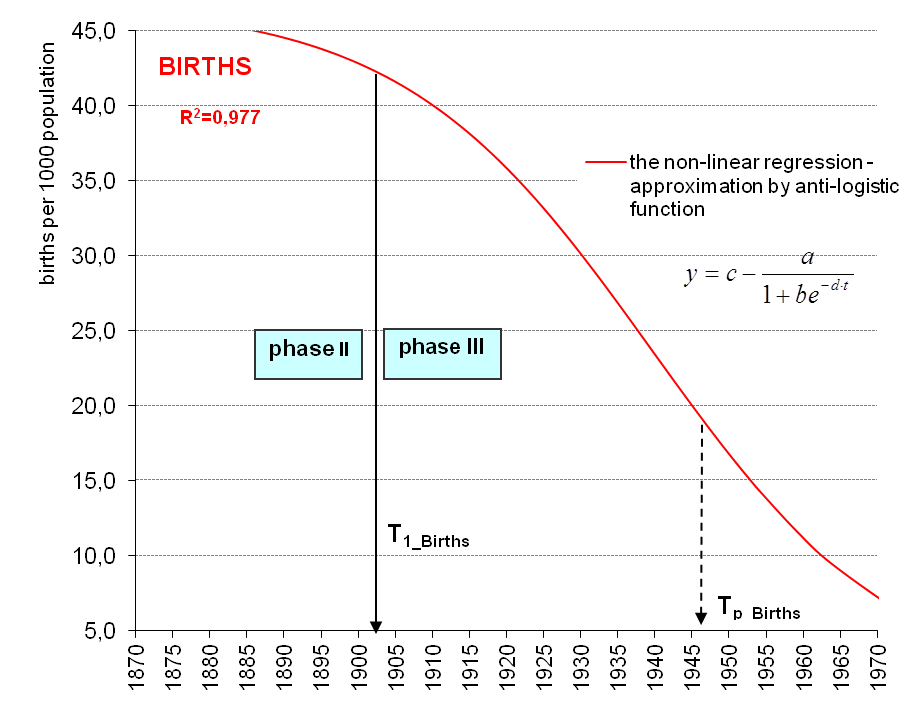 births per 1000 population
45,0
40,0
35,0
30,0
25,0
20,0
15,0
10,0
5,0
BIRTHS
R²=0,977
the non-linear regression -
approximation by anti-logistic
function
y = c - a / (1 + be^(-d·t))
phase II
phase III
T1_Births
Tp_Births
1870
1875
1880
1885
1890
1895
1900
1905
1910
1915
1920
1925
1930
1935
1940
1945
1950
1955
1960
1965
1970